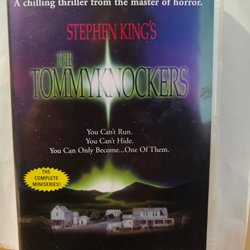 A chilling thriller from the master of horror.
STEPHEN KING'S
THE
TOMMYKNOCKERS
You Can't Run.
You Can't Hide.
You Can Only Become...One Of Them.
THE
COMPLETE
MINISERIES!